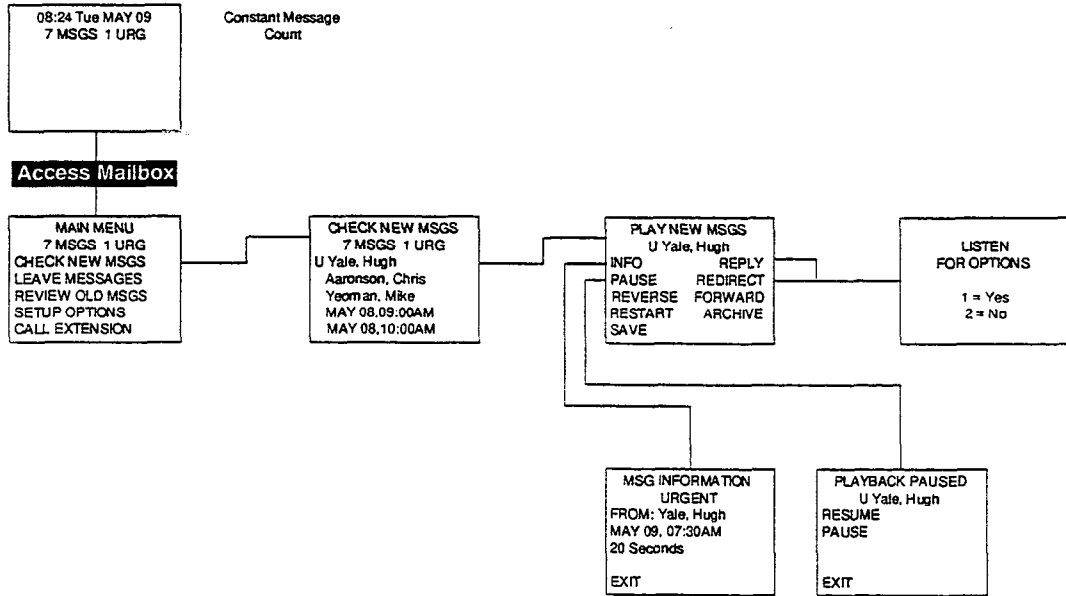 08:24 Tue MAY 09
7 MSGS 1 URG
Constant Message
Count
Access Mailbox
MAIN MENU
7 MSGS 1 URG
CHECK NEW MSGS
LEAVE MESSAGES
REVIEW OLD MSGS
SETUP OPTIONS
CALL EXTENSION
CHECK NEW MSGS
7 MSGS 1 URG
U Yale, Hugh
Aaronson, Chris
Yeoman, Mike
MAY 08,09:00AM
MAY 08,10:00AM
PLAY NEW MSGS
U Yale, Hugh
INFO REPLY
PAUSE REDIRECT
REVERSE FORWARD
RESTART ARCHIVE
SAVE
LISTEN
FOR OPTIONS
1 = Yes
2 = No
MSG INFORMATION
URGENT
FROM: Yale, Hugh
MAY 09, 07:30AM
20 Seconds
EXIT
PLAYBACK PAUSED
U Yale, Hugh
RESUME
PAUSE
EXIT